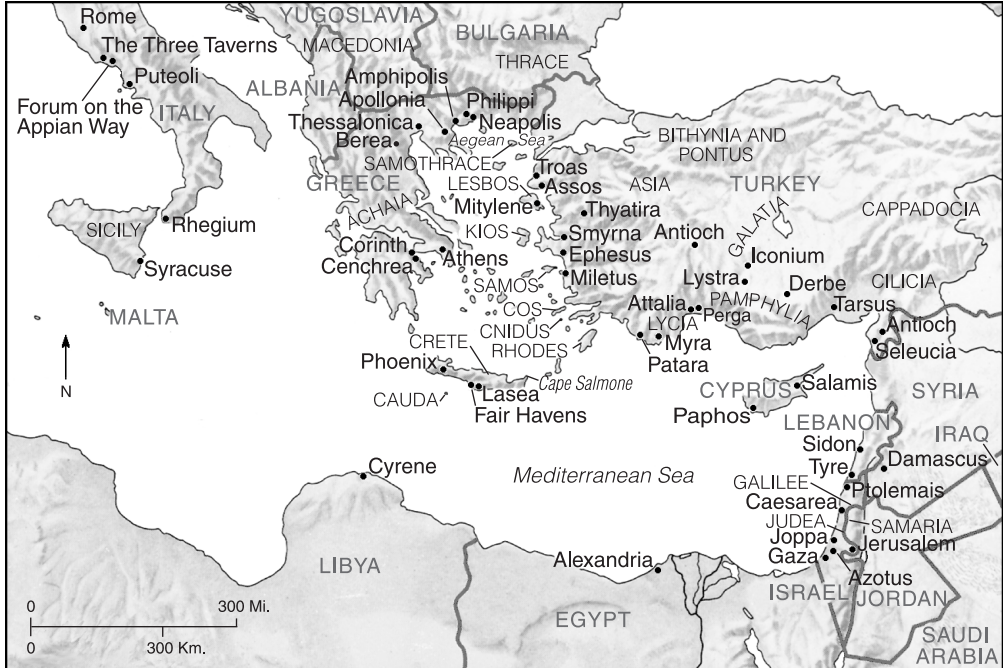 YUGOSLAVIA
BULGARIA
Rome
MACEDONIA
The Three Taverns
THRACE
Puteoli
ALBANIA
Amphipolis
Apollonia
Philippi
Forum on the
Appian Way
ITALY
Thessalonica
Neapolis
Aegean Sea
Berea
BITHYNIA AND
PONTUS
SAMOTHRACE
Troas
GREECE
LESBOS
Assos
ASIA
TURKEY
Mitylene
Thyatira
ACHAIA
GALATIA
CAPPADOCIA
SICILY
Rhegium
KIOS
Smyrna
Antioch
Corinth
Athens
Ephesus
Iconium
Cenchrea
Syracuse
Miletus
Lystra
SAMOS
Derbe
CILICIA
Attalia
PAMPHYLIA
Tarsus
MALTA
COS
Perga
CNIDUS
LYCIA
Antioch
CRETE
RHODES
Myra
Seleucia
Phoenix
Patara
N
Cape Salmone
CYPRUS
Salamis
SYRIA
CAUDA
Lasea
Fair Havens
Paphos
LEBANON
IRAQ
Sidon
Cyrene
Mediterranean Sea
Tyre
Damascus
GALILEE
Ptolemais
Caesarea
JUDEA
SAMARIA
Joppa
Jerusalem
Alexandria
Gaza
LIBYA
Azotus
ISRAEL
JORDAN
0
300 Mi.
EGYPT
0
300 Km.
SAUDI
ARABIA